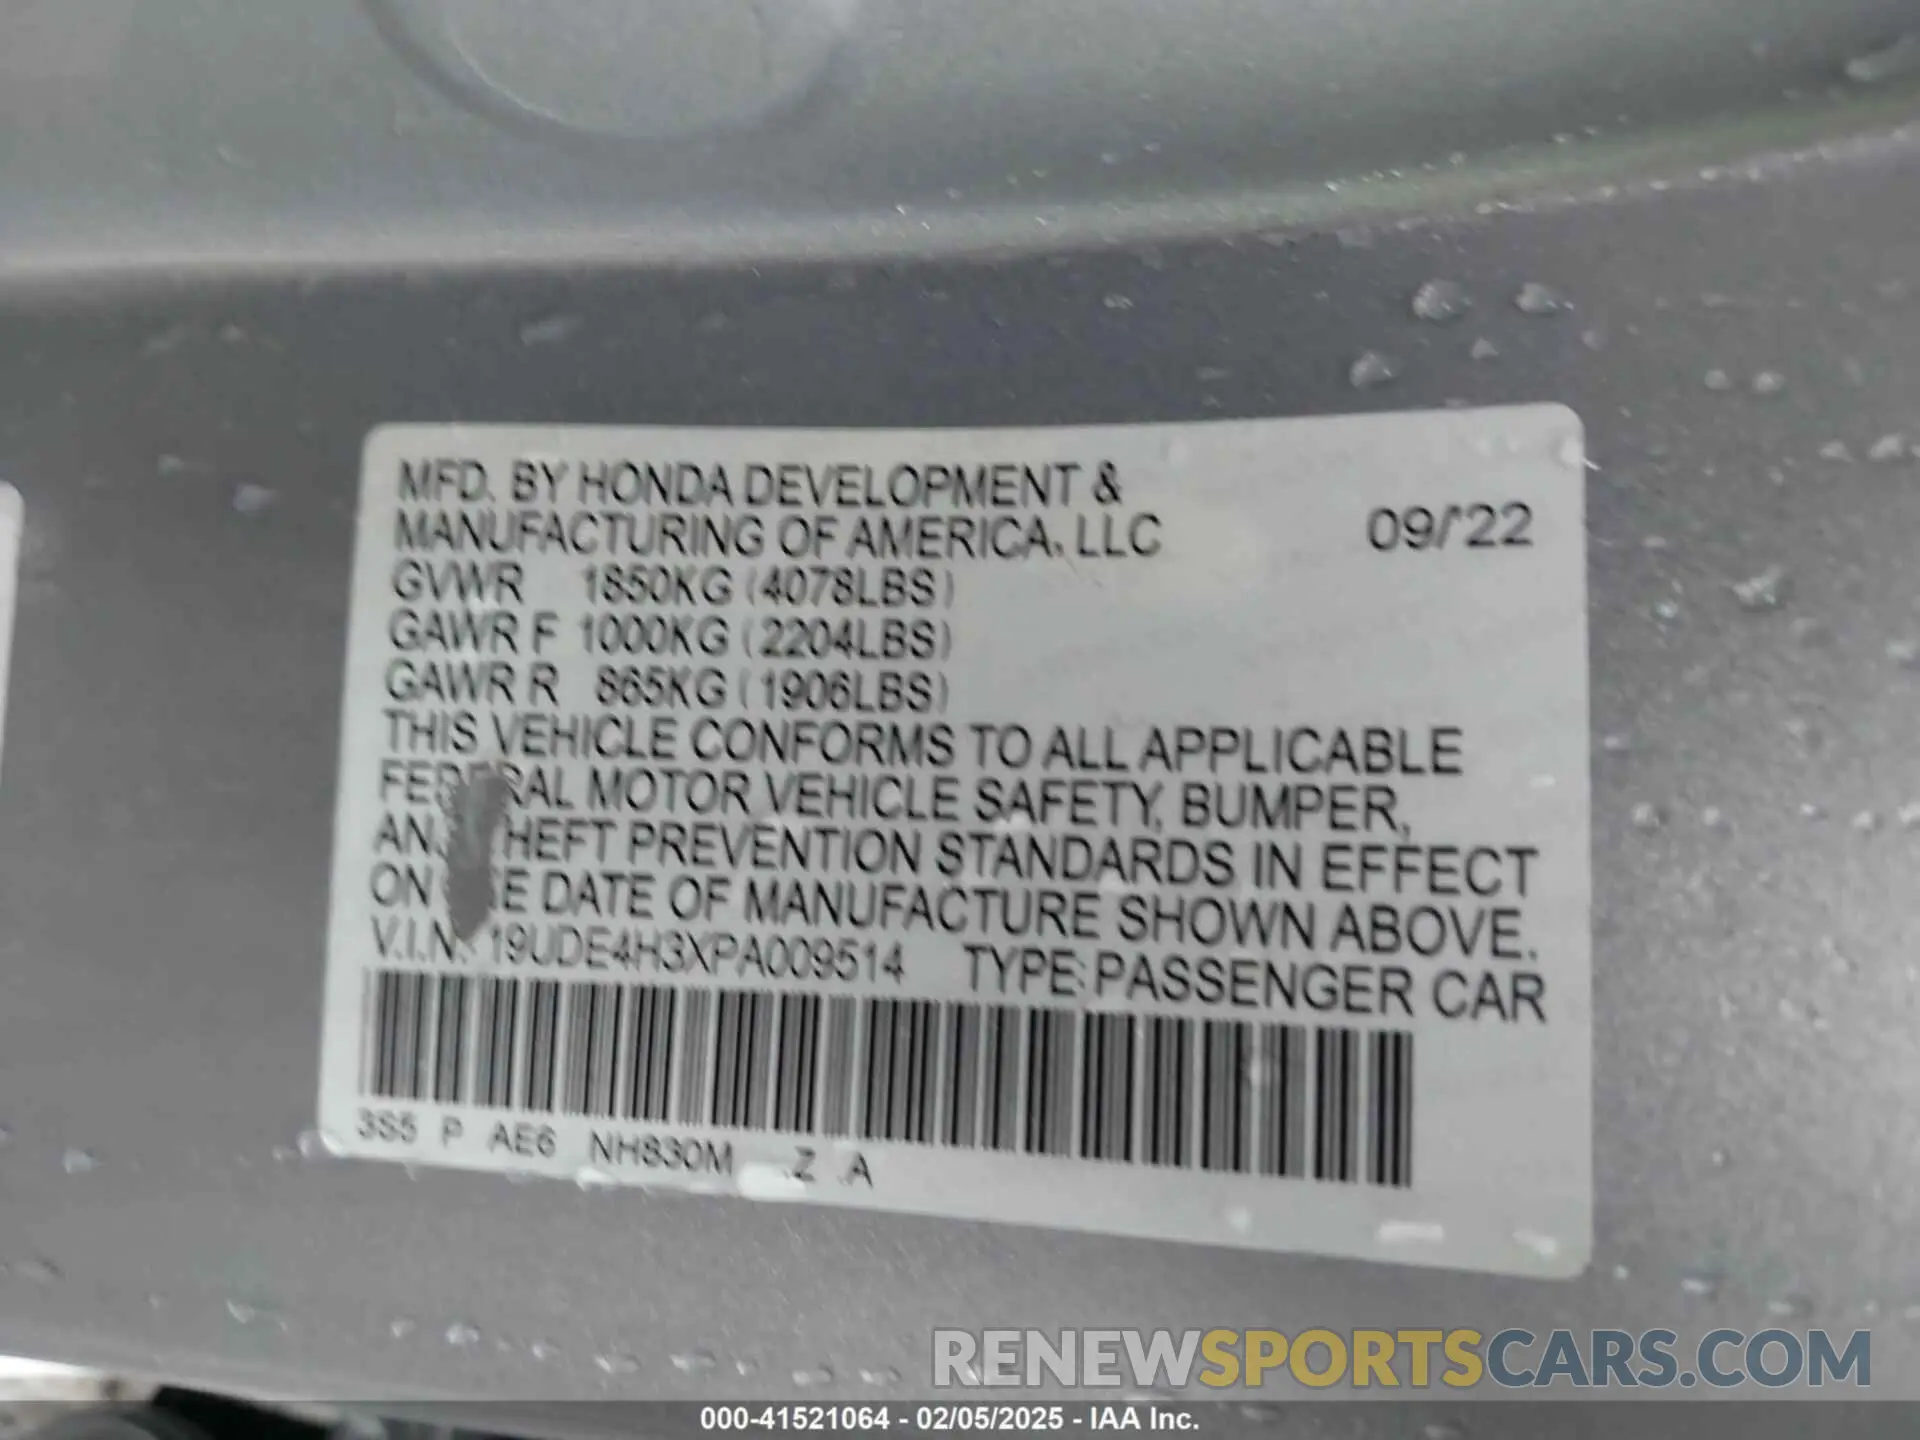 MFD. BY HONDA DEVELOPMENT &
MANUFACTURING OF AMERICA, LLC 09/22
GVWR 1850KG (4078LBS)
GAWR F 1000KG (2204LBS)
GAWR R 865KG (1906LBS)
THIS VEHICLE CONFORMS TO ALL APPLICABLE
MOTOR VEHICLE SAFETY, BUMPER,
THEFT PREVENTION STANDARDS IN EFFECT
ON DATE OF MANUFACTURE SHOWN ABOVE.
V.I.N. 19UDE4H3XPA009514 TYPE: PASSENGER CAR
3S5 P AE6 NH830M Z A
RENEWSPORTSCARS.COM
000-41521064 - 02/05/2025 - IAA Inc.